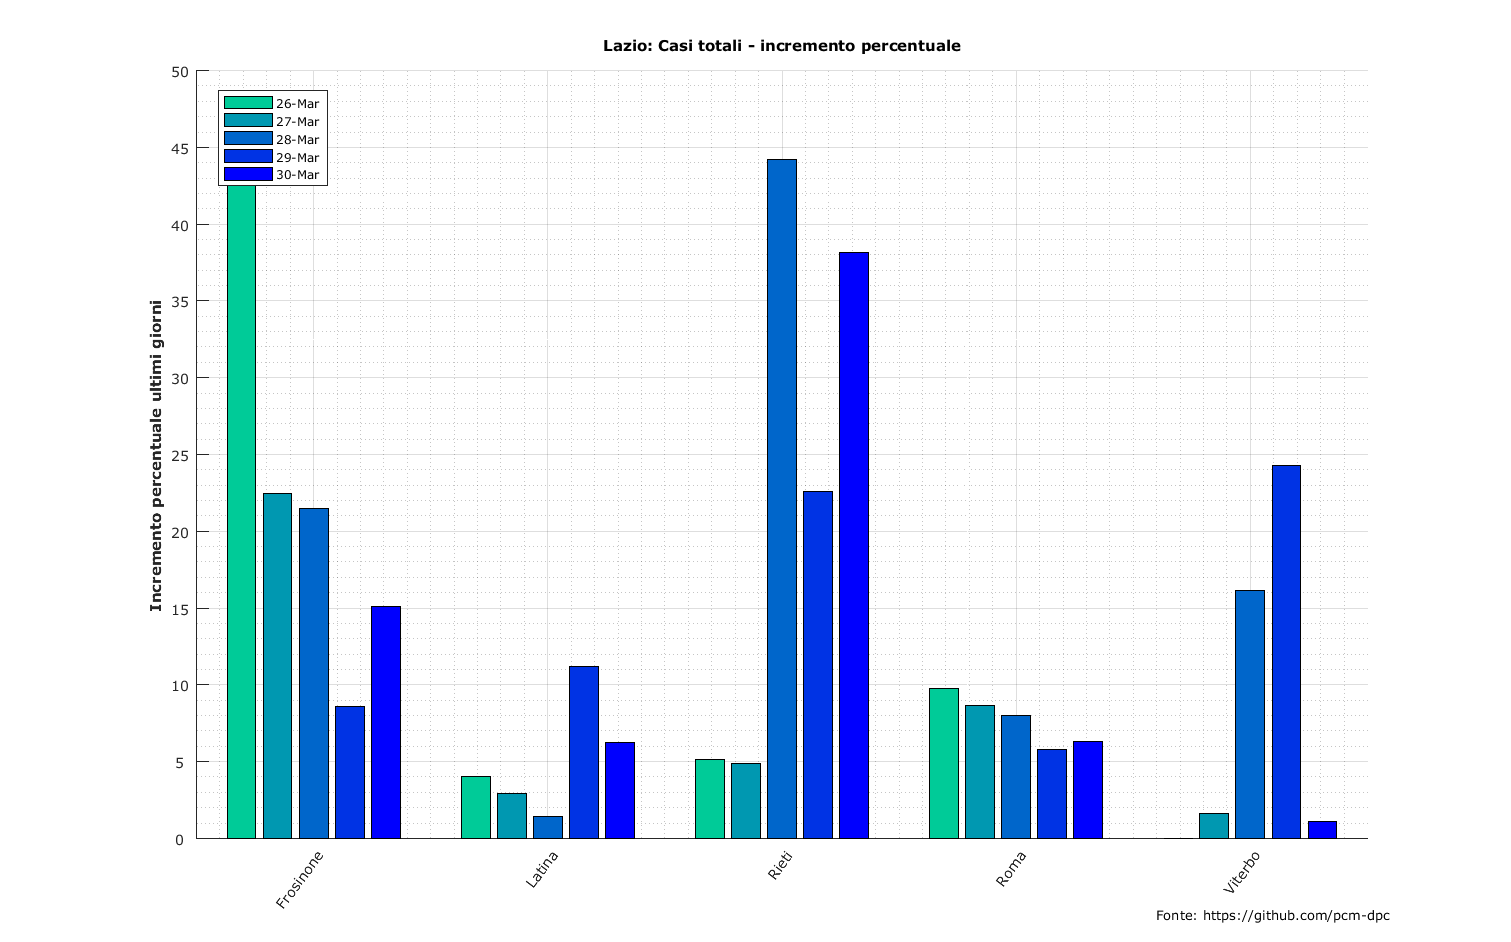 Lazio: Casi totali - incremento percentuale
Incremento percentuale ultimi giorni
50
45
40
35
30
25
20
15
10
5
0
26-Mar
27-Mar
28-Mar
29-Mar
30-Mar
Frosinone
Latina
Rieti
Roma
Viterbo
Fonte: https://github.com/pcm-dpc